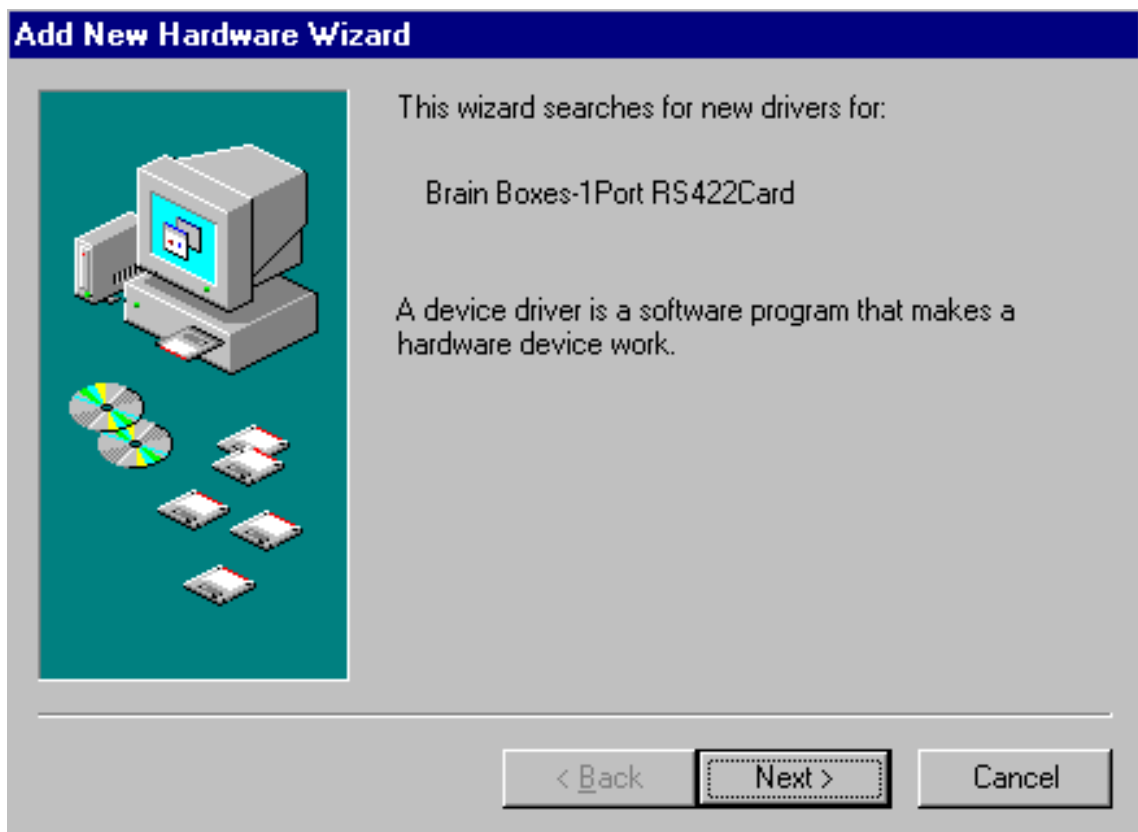 Add New Hardware Wizard
This wizard searches for new drivers for:
Brain Boxes-1Port RS422Card
A device driver is a software program that makes a
hardware device work.
< Back
Next >
Cancel